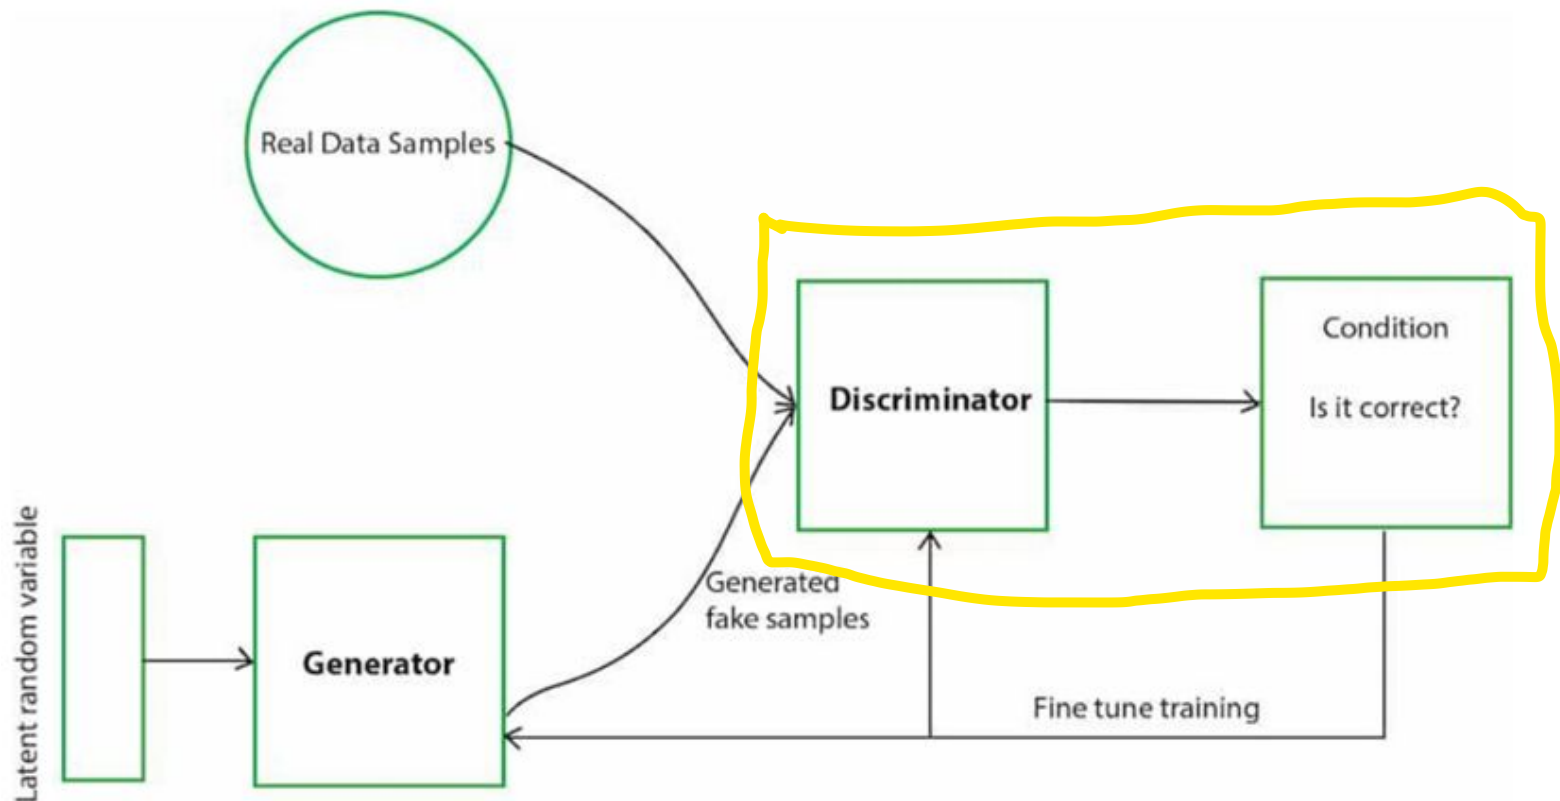 Real Data Samples
Condition
Discriminator
Is it correct?
Latent random variable
Generated
fake samples
Generator
Fine tune training